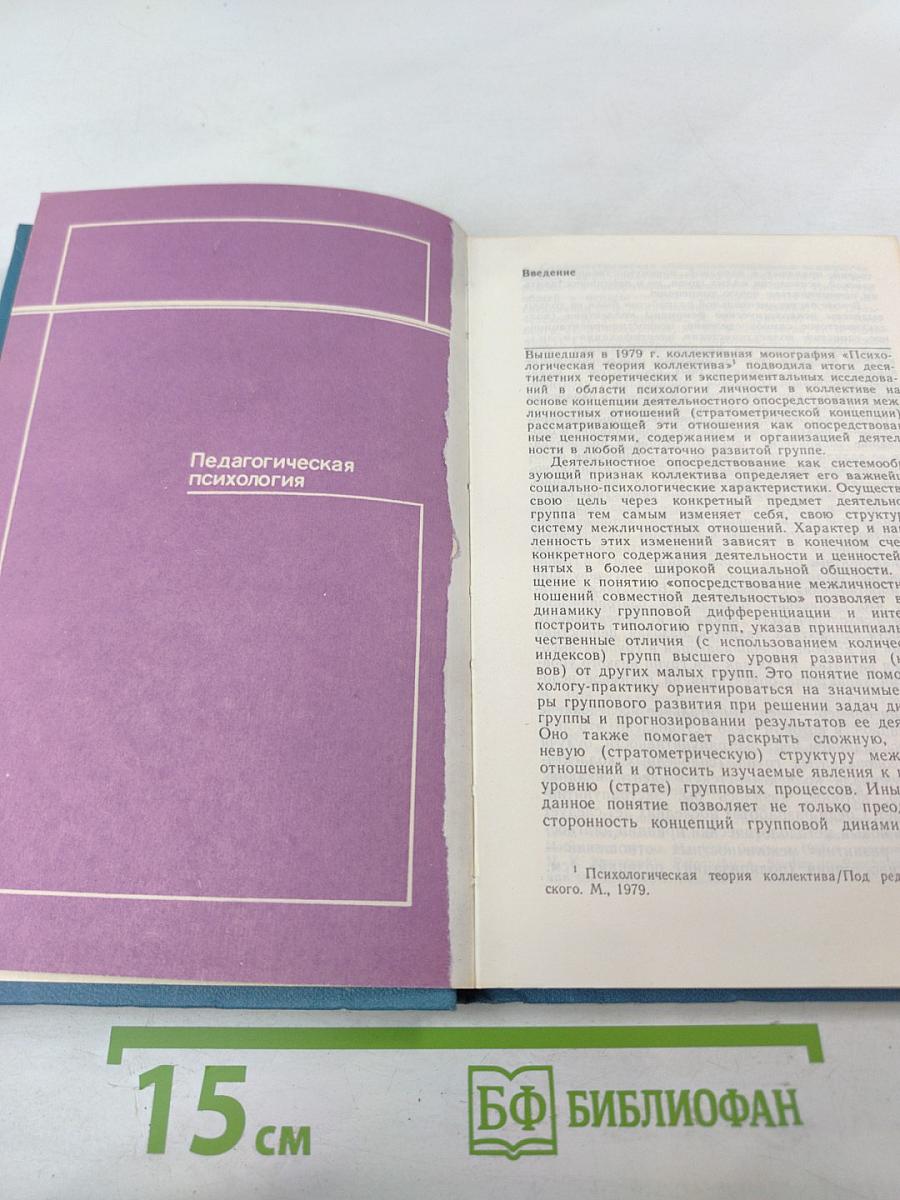 Педагогическая
психология
Введение
Вышедшая в 1979 г. коллективная монография «Психо-
логическая теория коллектива»¹ подводила итоги деся-
тилетних теоретических и экспериментальных исследова-
ний в области психологии личности в коллективе на
основе концепции деятельностного опосредствования меж
личностных отношений (стратометрической концепции)
рассматривающей эти отношения как опосредствова
ные ценностями, содержанием и организацией деятел
ности в любой достаточно развитой группе.
Деятельностное опосредствование как системооб
зующий признак коллектива определяет его важней
социально-психологические характеристики. Осуществ
свою цель через конкретный предмет деятельно
группа тем самым изменяет себя, свою структур
систему межличностных отношений. Характер и на
ленность этих изменений зависят в конечном сче
конкретного содержания деятельности и ценностей
нятых в более широкой социальной общности.
щение к понятию «опосредствование межличностн
ношений совместной деятельностью» позволяет в
динамику групповой дифференциации и инте
построить типологию групп, указав принципиаль
чественные отличия (с использованием количес
индексов) групп высшего уровня развития (к
вов) от других малых групп. Это понятие помо
хологу-практику ориентироваться на значимые
ры группового развития при решении задач ди
группы и прогнозировании результатов ее дея
Оно также помогает раскрыть сложную,
невую (стратометрическую) структуру меж
отношений и относить изучаемые явления к
уровню (страте) групповых процессов. Ины
данное понятие позволяет не только преод
сторонность концепций групповой динами
¹ Психологическая теория коллектива/Под ред
ского. М., 1979.
15 см
БФ БИБЛИОФАН